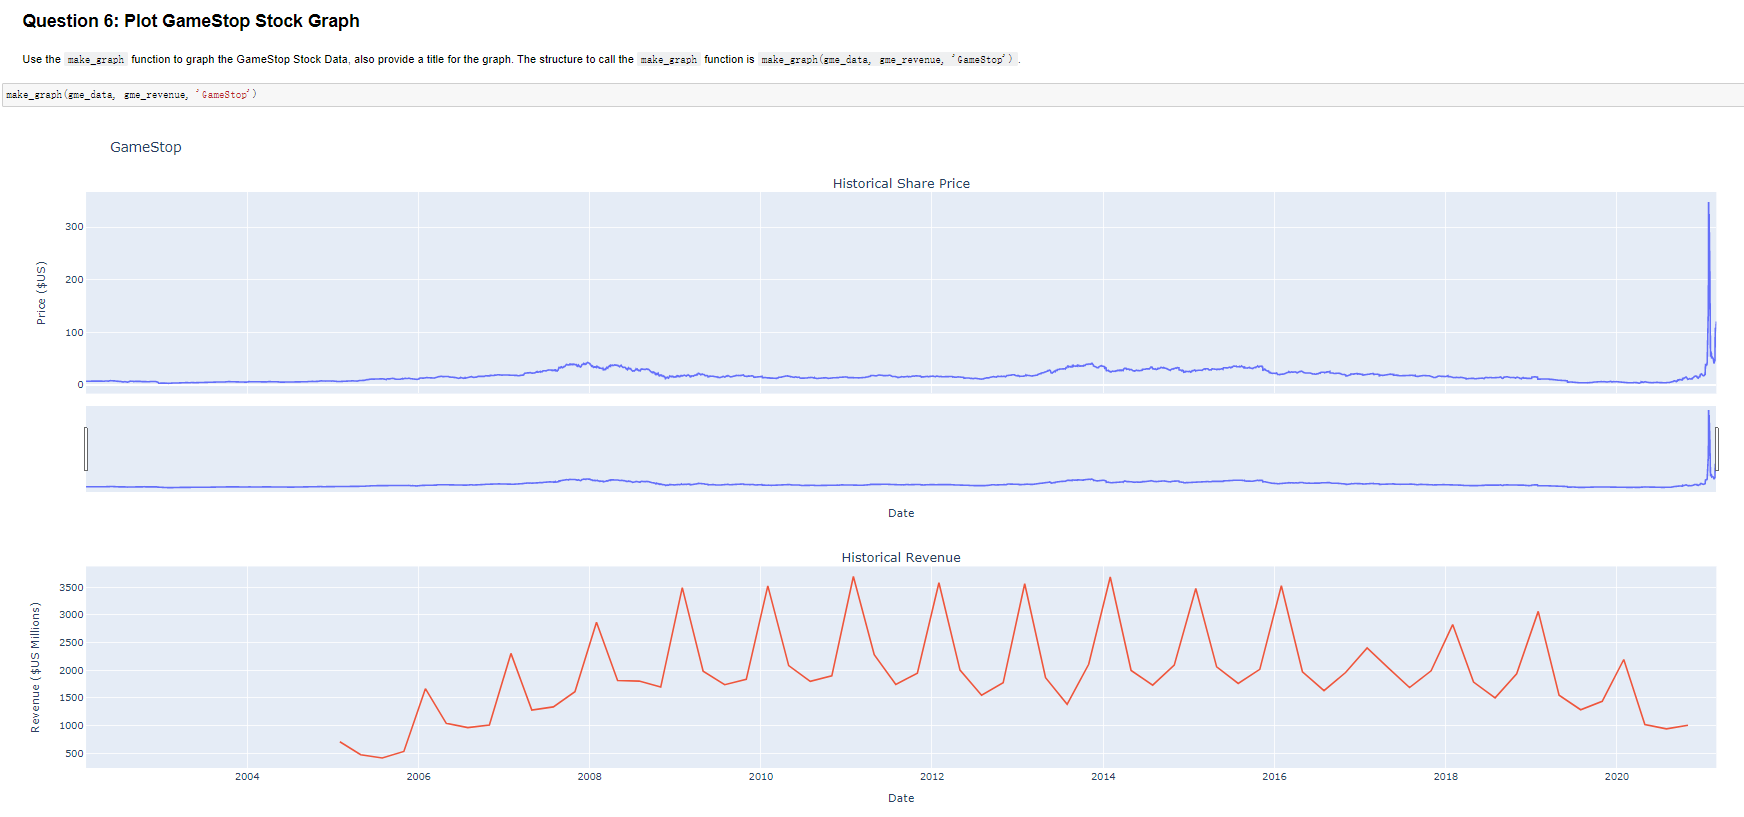 Question 6: Plot GameStop Stock Graph
Use the make_graph function to graph the GameStop Stock Data, also provide a title for the graph. The structure to call the make_graph function is make_graph(gme_data, gme_revenue, 'GameStop').
make_graph(gme_data, gme_revenue, 'GameStop')
GameStop
Historical Share Price
Price ($US)
300
200
100
0
Date
Historical Revenue
Revenue ($US Millions)
3500
3000
2500
2000
1500
1000
500
2004 2006 2008 2010 2012 2014 2016 2018 2020
Date